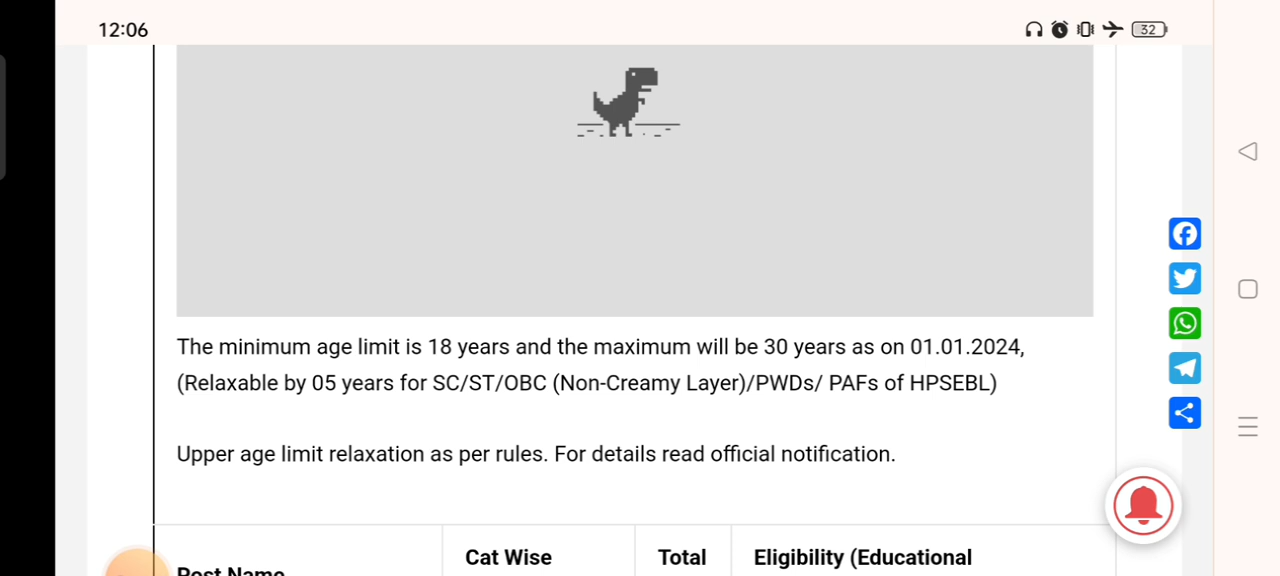 12:06
32
The minimum age limit is 18 years and the maximum will be 30 years as on 01.01.2024,
(Relaxable by 05 years for SC/ST/OBC (Non-Creamy Layer)/PWDs/ PAFs of HPSEBL)
Upper age limit relaxation as per rules. For details read official notification.
Cat Wise
Total
Eligibility (Educational
Post Name